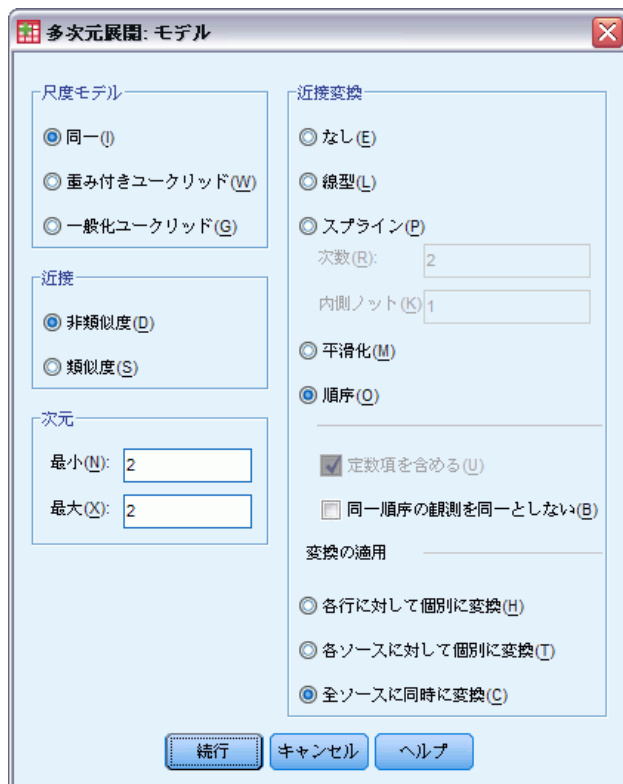 多次元展開: モデル
尺度モデル
同一(I)
重み付きユークリッド(W)
一般化ユークリッド(G)
近接
非類似度(D)
類似度(S)
次元
最小(N): 2
最大(X): 2
近接変換
なし(E)
線型(L)
スプライン(P)
次数(R): 2
内側ノット(K) 1
平滑化(M)
順序(O)
定数項を含める(U)
同一順序の観測を同一としない(B)
変換の適用
各行に対して個別に変換(H)
各ソースに対して個別に変換(T)
全ソースに同時に変換(C)
続行 キャンセル ヘルプ